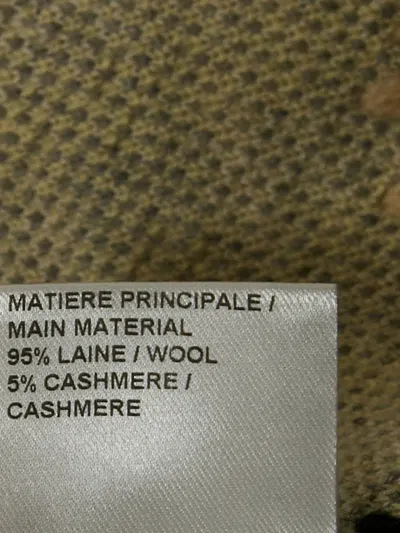 MATIERE PRINCIPALE /
MAIN MATERIAL
95% LAINE / WOOL
5% CASHMERE /
CASHMERE